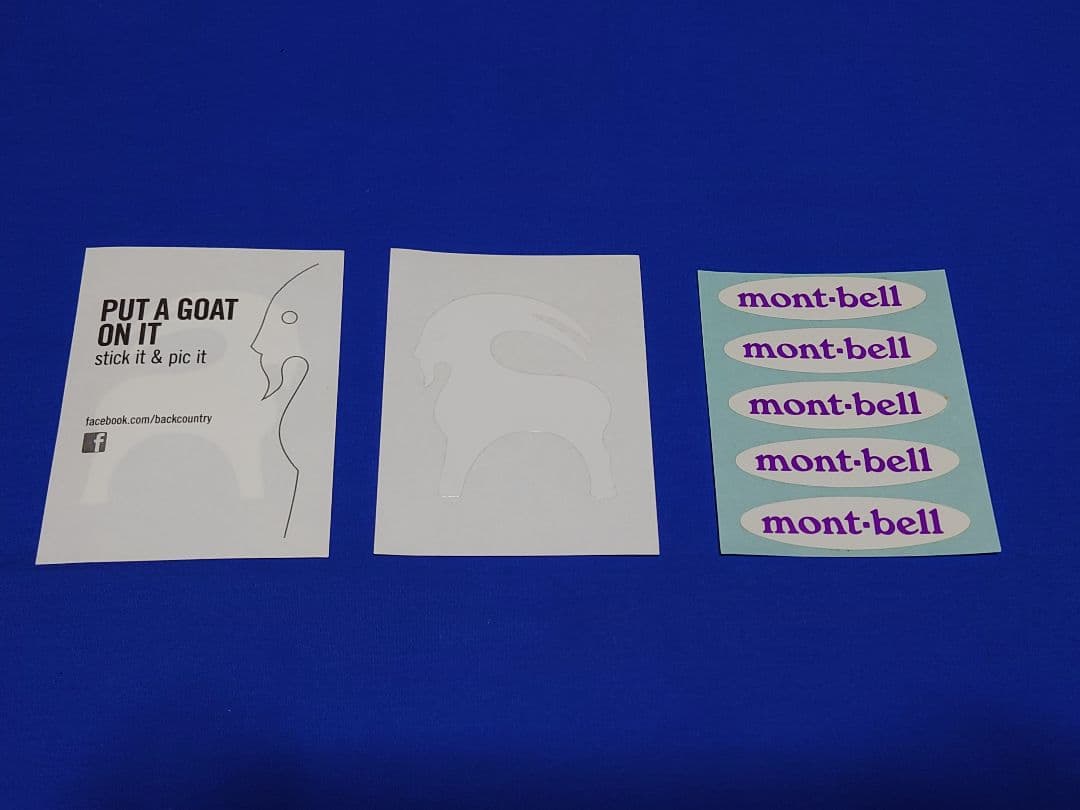 PUT A GOAT
ON IT
stick it & pic it
facebook.com/backcountry
f
mont-bell
mont-bell
mont-bell
mont-bell
mont-bell